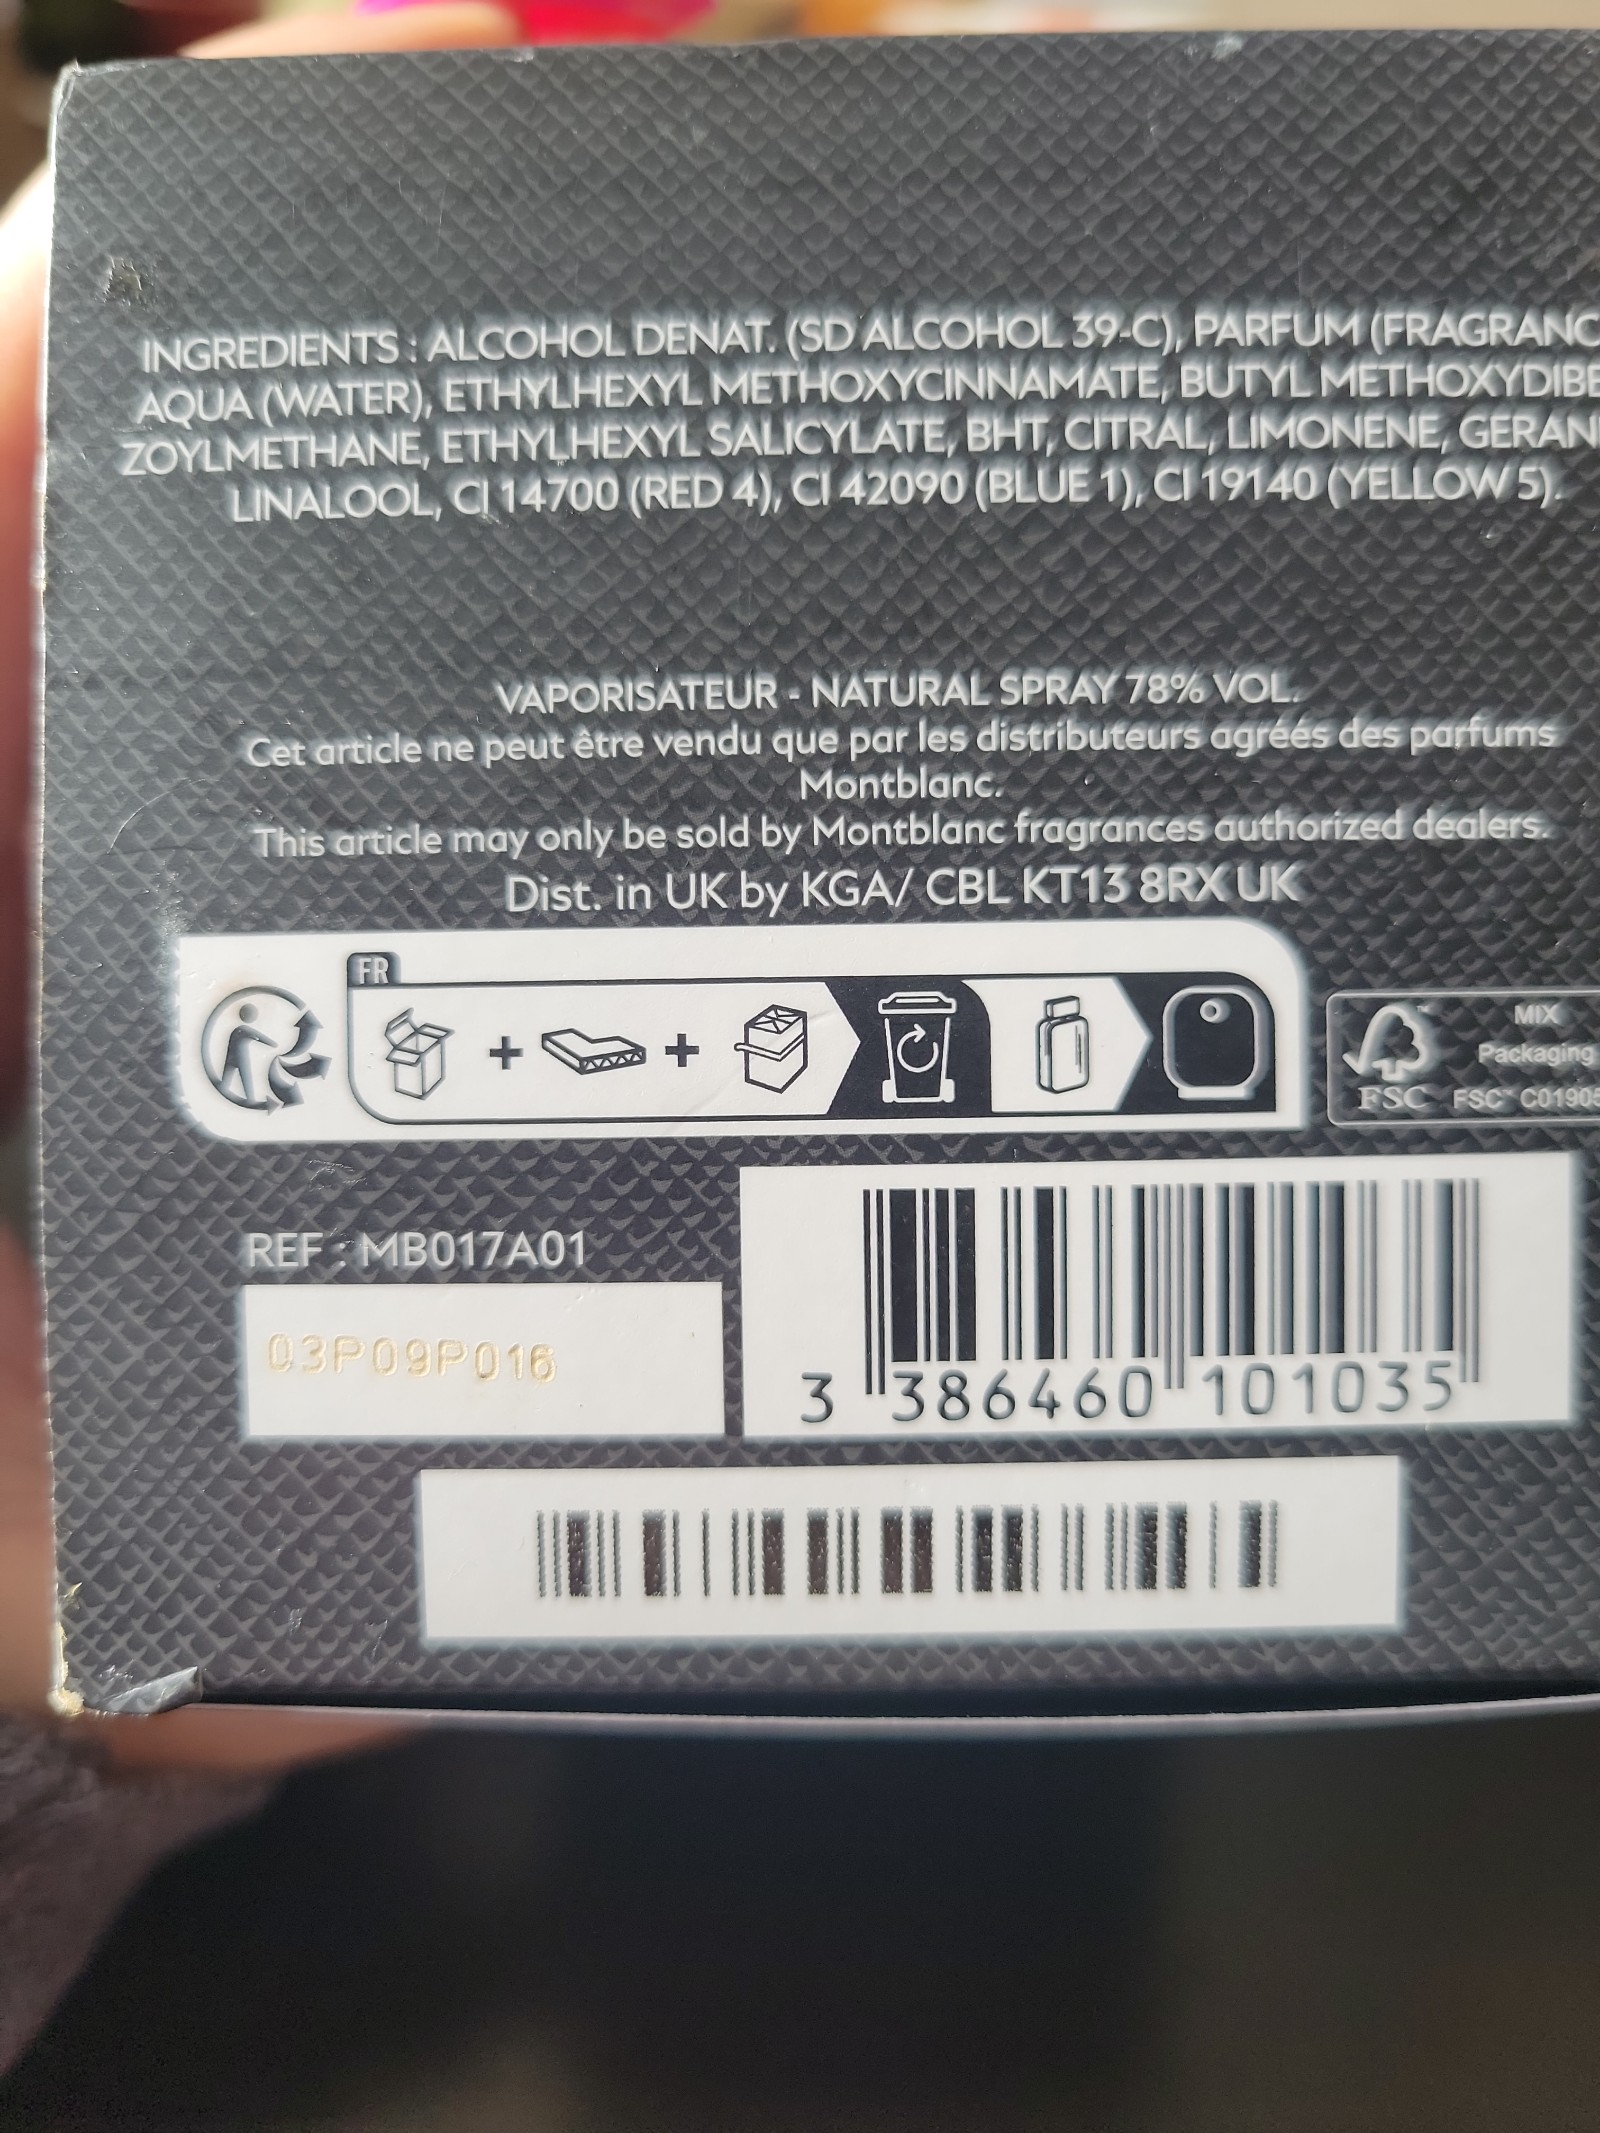 INGREDIENTS : ALCOHOL DENAT. (SD ALCOHOL 39-C), PARFUM (FRAGRANC
AQUA (WATER), ETHYLHEXYL METHOXYCINNAMATE, BUTYL METHOXYDIBE
ZOYLMETHANE, ETHYLHEXYL SALICYLATE, BHT, CITRAL, LIMONENE, GERANI
LINALOOL, CI 14700 (RED 4), CI 42090 (BLUE 1), CI 19140 (YELLOW 5).
VAPORISATEUR - NATURAL SPRAY 78% VOL.
Cet article ne peut être vendu que par les distributeurs agréés des parfums
Montblanc.
This article may only be sold by Montblanc fragrances authorized dealers.
Dist. in UK by KGA/ CBL KT13 8RX UK
FR
MIX
Packaging
FSC FSC™ C01905
REF : MB017A01
03P09P016
3 386460 101035